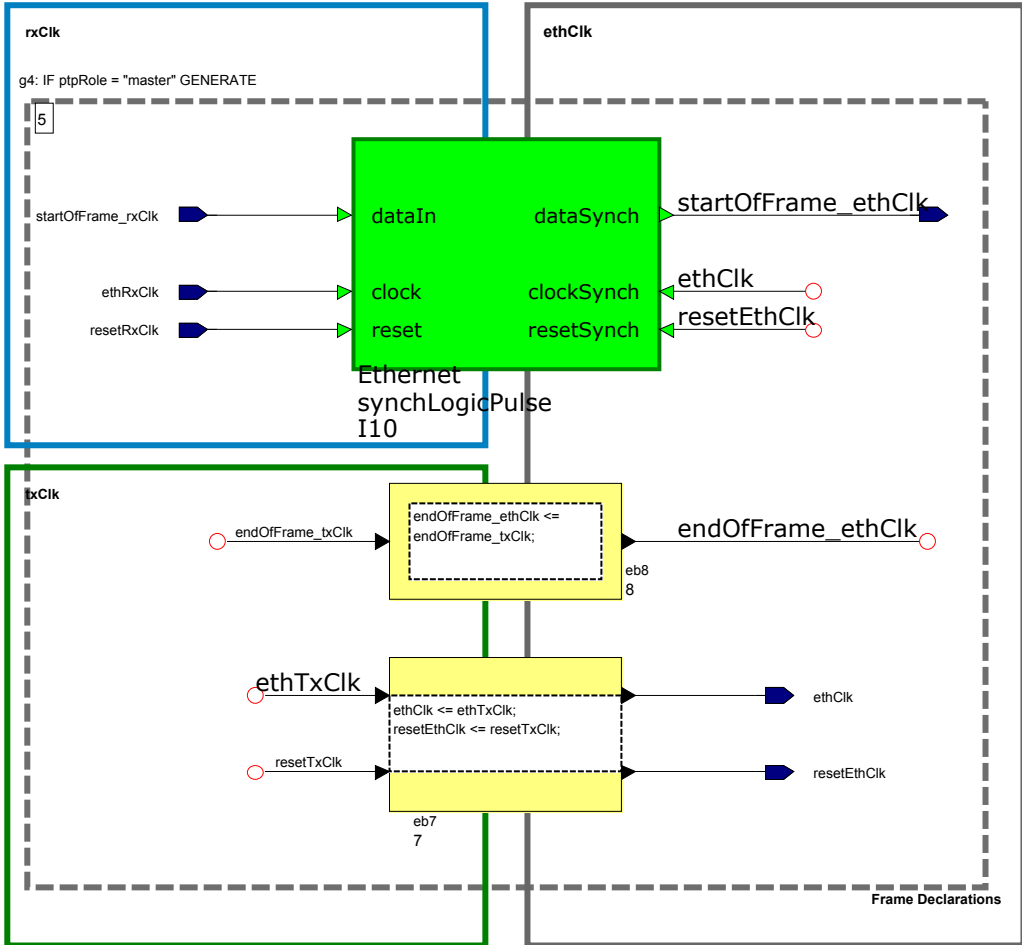 rxClk
ethClk
g4: IF ptpRole = "master" GENERATE
5
startOfFrame_rxClk
dataIn
dataSynch
startOfFrame_ethClk
ethRxClk
clock
clockSynch
ethClk
resetRxClk
reset
resetSynch
resetEthClk
Ethernet
synchLogicPulse
I10
txClk
endOfFrame_txClk
endOfFrame_ethClk <=
endOfFrame_txClk;
endOfFrame_ethClk
eb8
8
ethTxClk
ethClk <= ethTxClk;
resetEthClk <= resetTxClk;
ethClk
resetTxClk
resetEthClk
eb7
7
Frame Declarations